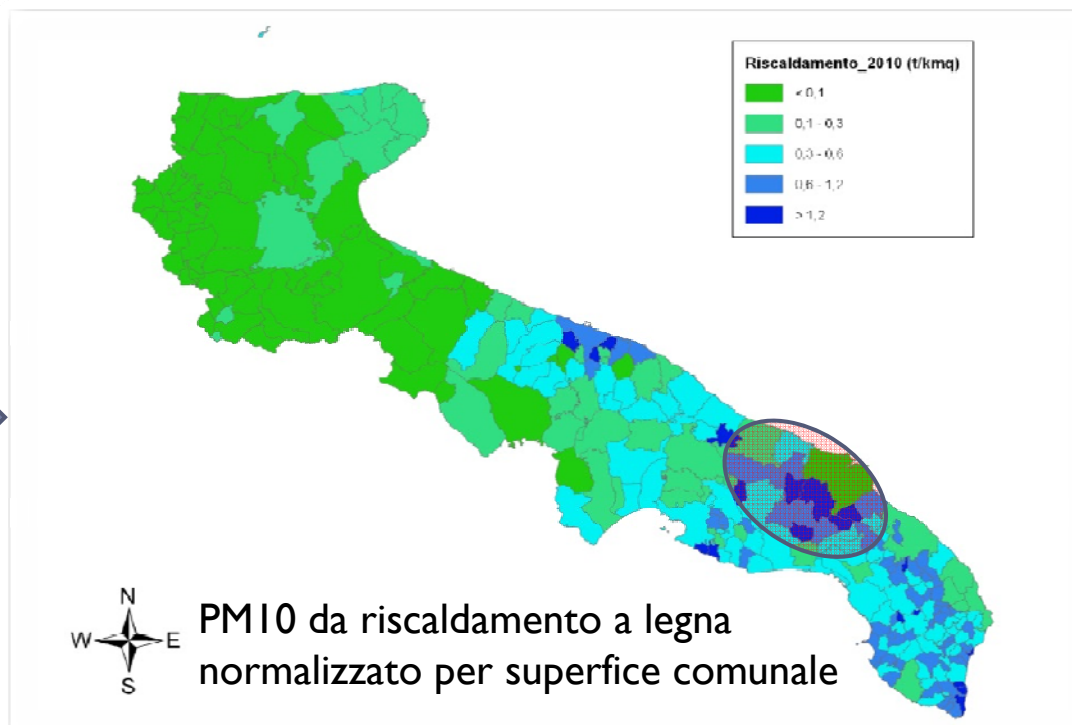 Riscaldamento_2010 (t/kmq)
< 0,1
0,1 - 0,3
0,3 - 0,6
0,6 - 1,2
> 1,2
N
W E
S
PM10 da riscaldamento a legna
normalizzato per superfice comunale